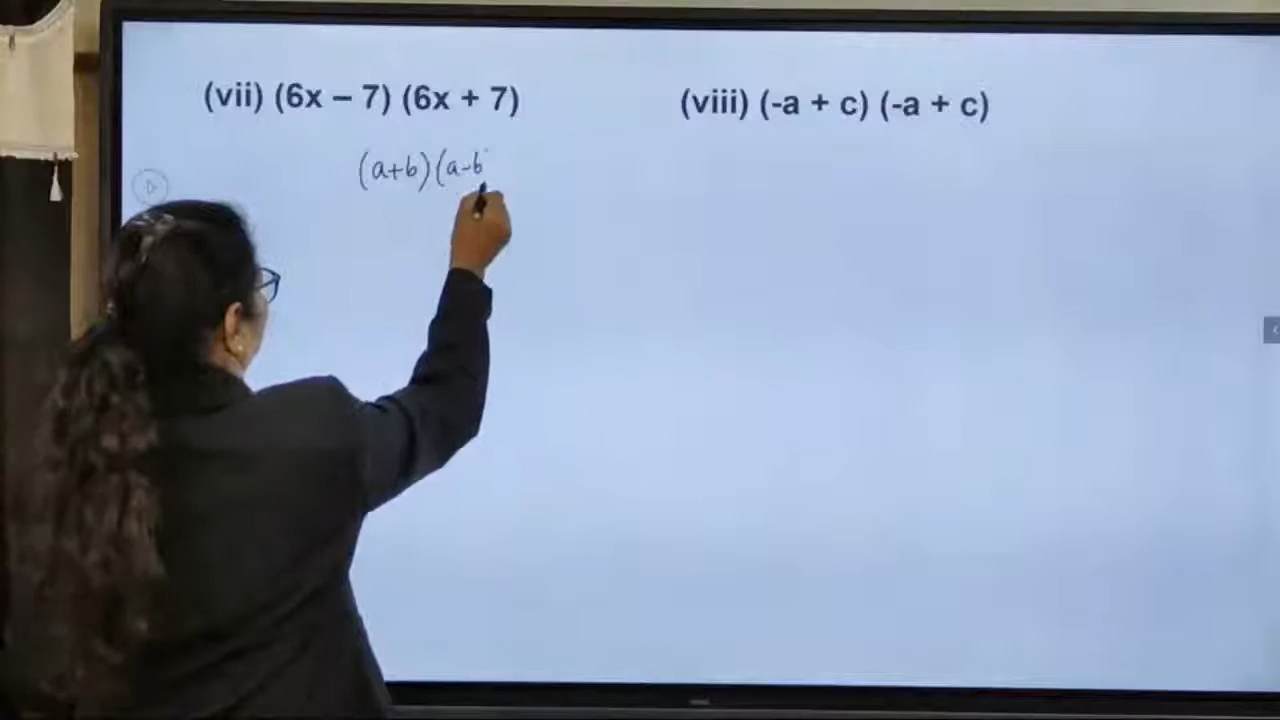 (vii) (6x – 7) (6x + 7)
(viii) (-a + c) (-a + c)
(a+b)(a-b